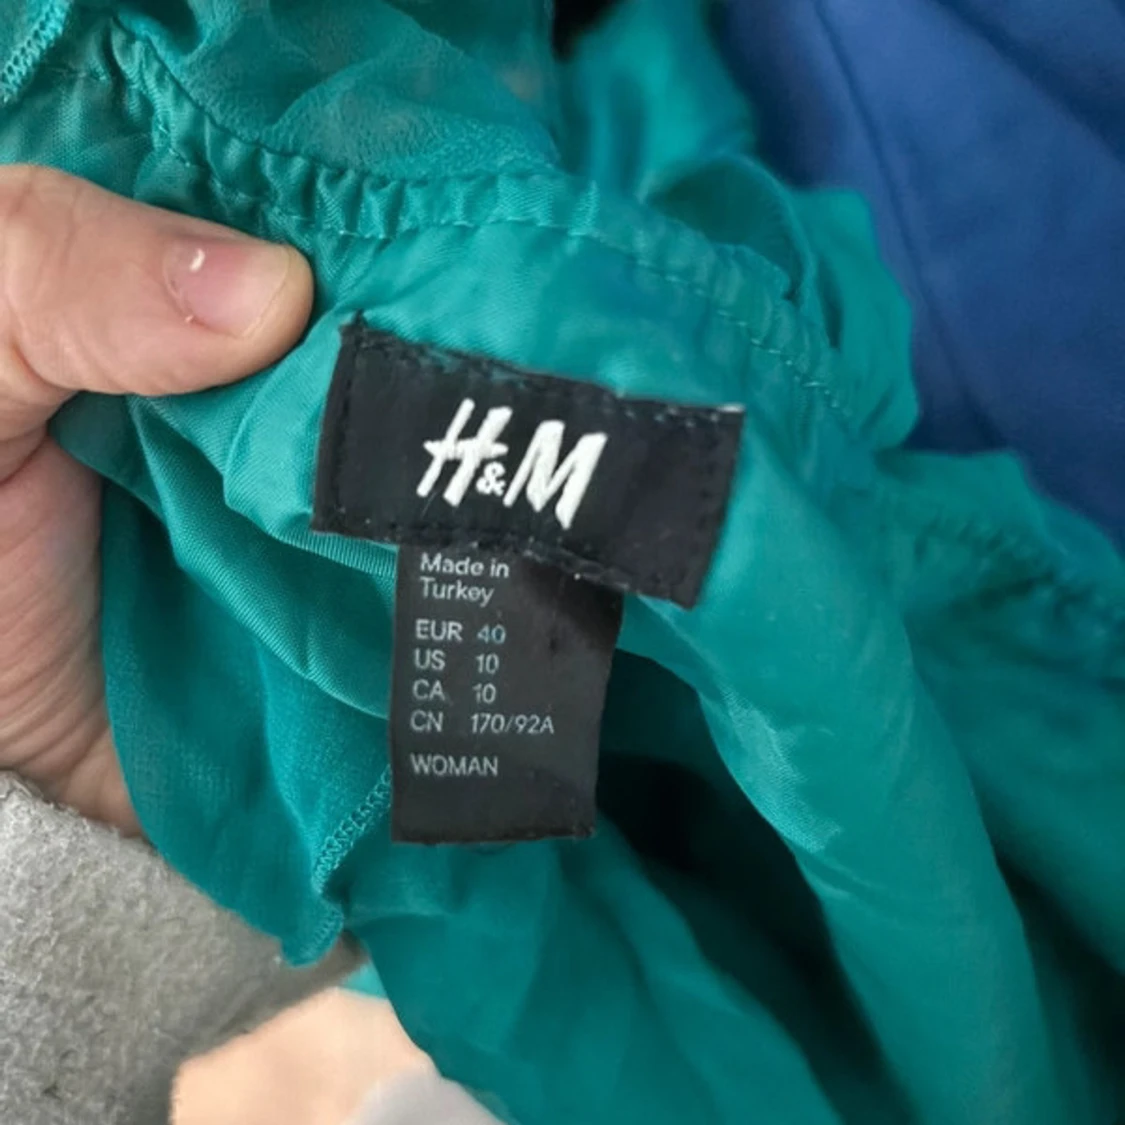 H&M
Made in
Turkey
EUR 40
US 10
CA 10
CN 170/92A
WOMAN